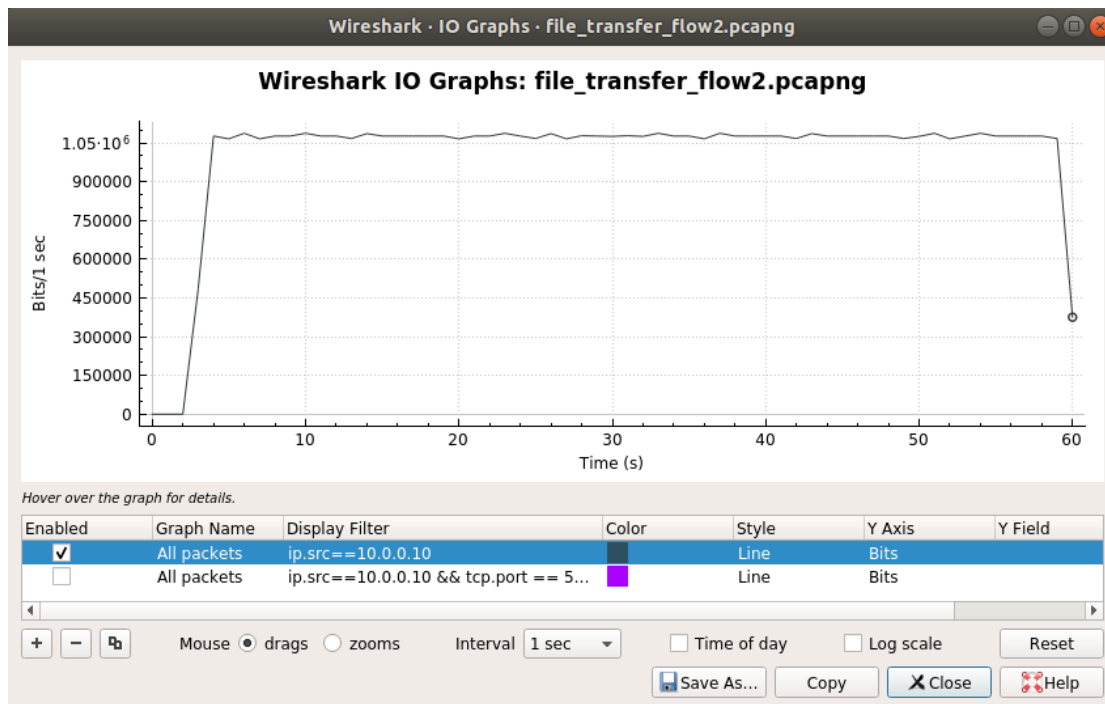 Wireshark · IO Graphs · file_transfer_flow2.pcapng
Wireshark IO Graphs: file_transfer_flow2.pcapng
1.05·10⁶
900000
750000
600000
450000
300000
150000
0
Bits/1 sec
0 10 20 30 40 50 60
Time (s)
Hover over the graph for details.
Enabled Graph Name Display Filter Color Style Y Axis Y Field
All packets ip.src==10.0.0.10 Line Bits
All packets ip.src==10.0.0.10 && tcp.port == 5... Line Bits
+ − Mouse drags zooms Interval 1 sec Time of day Log scale Reset
Save As... Copy Close Help